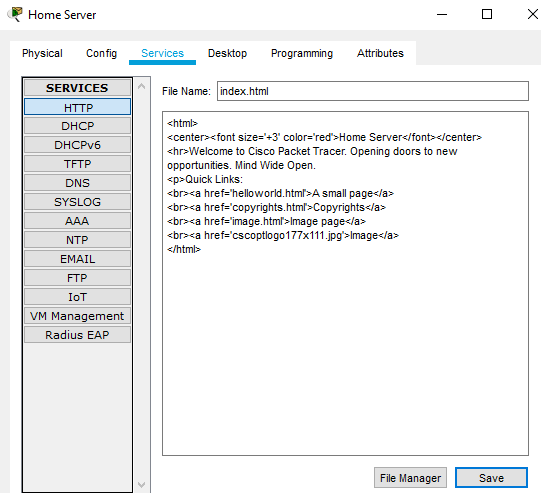 Home Server
Physical Config Services Desktop Programming Attributes
SERVICES
HTTP
DHCP
DHCPv6
TFTP
DNS
SYSLOG
AAA
NTP
EMAIL
FTP
IoT
VM Management
Radius EAP
File Name: index.html
<html>
<center><font size='+3' color='red'>Home Server</font></center>
<hr>Welcome to Cisco Packet Tracer. Opening doors to new
opportunities. Mind Wide Open.
<p>Quick Links:
<br><a href='helloworld.html'>A small page</a>
<br><a href='copyrights.html'>Copyrights</a>
<br><a href='image.html'>Image page</a>
<br><a href='cscoptlogo177x111.jpg'>Image</a>
</html>
File Manager Save